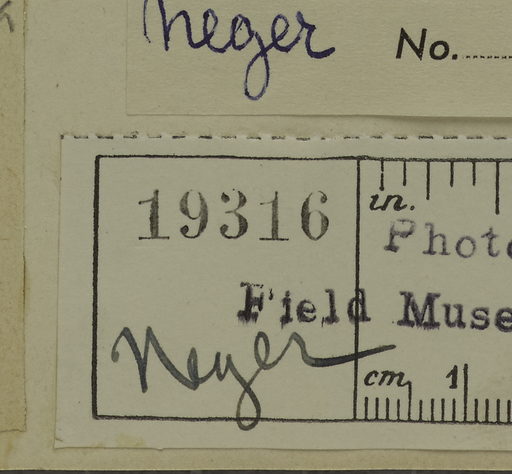 Neger No.
19316
in.
Photo
Field Muse
Neger
cm 1